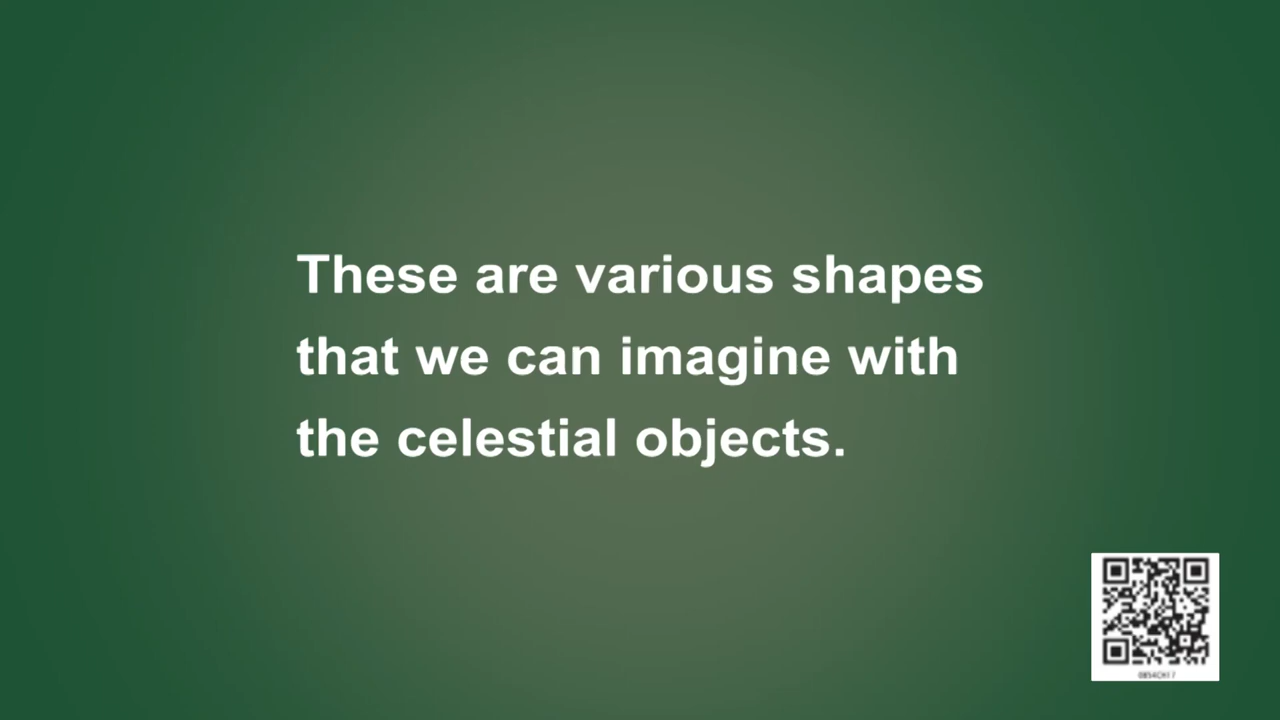 These are various shapes
that we can imagine with
the celestial objects.